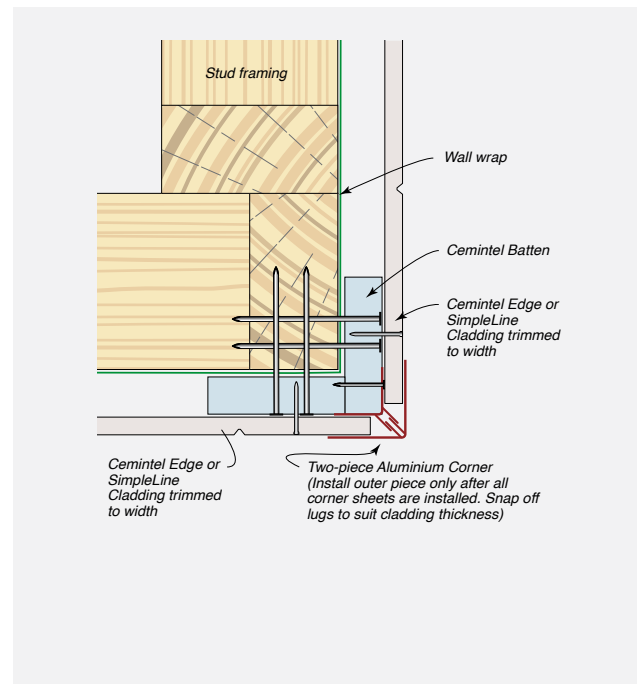 Stud framing
Wall wrap
Cemintel Batten
Cemintel Edge or
SimpleLine
Cladding trimmed
to width
Cemintel Edge or
SimpleLine
Cladding trimmed
to width
Two-piece Aluminium Corner
(Install outer piece only after all
corner sheets are installed. Snap off
lugs to suit cladding thickness)